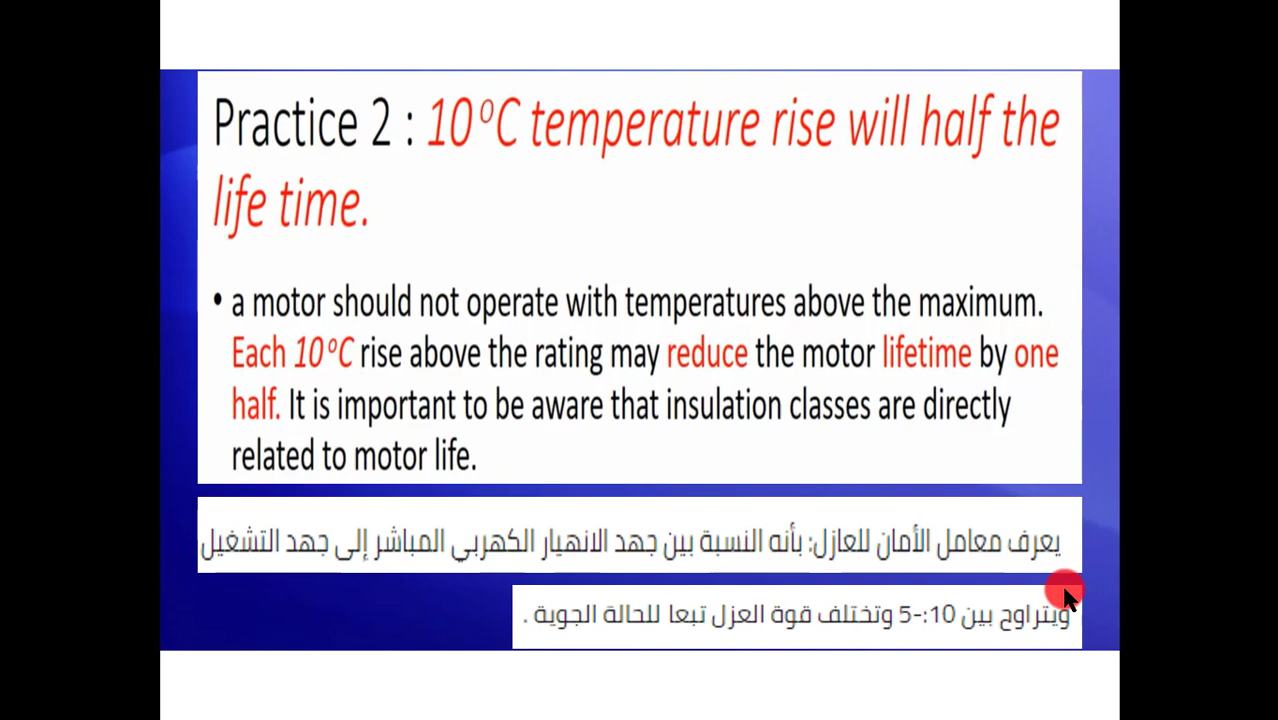 Practice 2 : 10°C temperature rise will half the
life time.
• a motor should not operate with temperatures above the maximum.
Each 10°C rise above the rating may reduce the motor lifetime by one
half. It is important to be aware that insulation classes are directly
related to motor life.
يعرف معامل الأمان للعازل: بأنه النسبة بين جهد الانهيار الكهربي المباشر إلى جهد التشغيل
ويتراوح بين 10:-5 وتختلف قوة العزل تبعا للحالة الجوية .